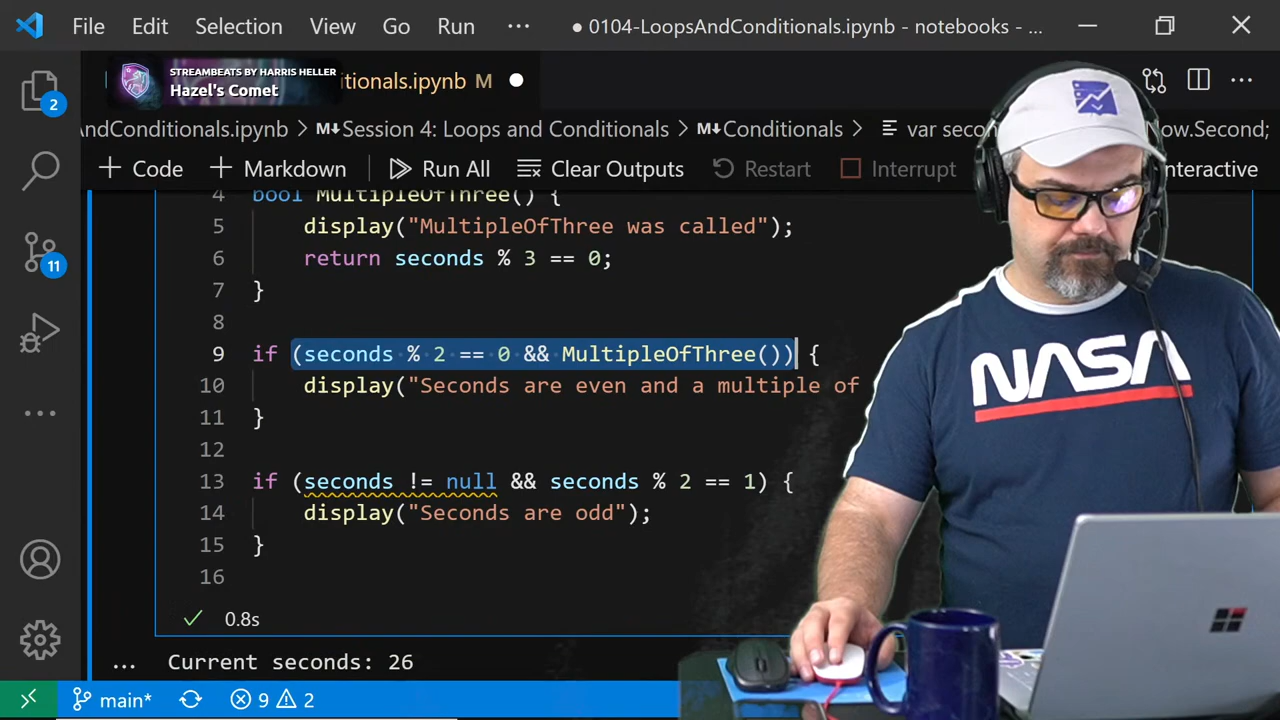 File Edit Selection View Go Run ··· ● 0104-LoopsAndConditionals.ipynb - notebooks - ...
STREAMBEATS BY HARRIS HELLER
Hazel's Comet
itionals.ipynb M
AndConditionals.ipynb > M↓Session 4: Loops and Conditionals > M↓Conditionals > var seco Now.Second;
+ Code + Markdown Run All Clear Outputs Restart Interrupt nteractive
4 bool MultipleOfThree() {
5 display("MultipleOfThree was called");
6 return seconds % 3 == 0;
7 }
8
9 if (seconds % 2 == 0 && MultipleOfThree()) {
10 display("Seconds are even and a multiple of
11 }
12
13 if (seconds != null && seconds % 2 == 1) {
14 display("Seconds are odd");
15 }
16
0.8s
... Current seconds: 26
main* 9 2
2
11
NASA